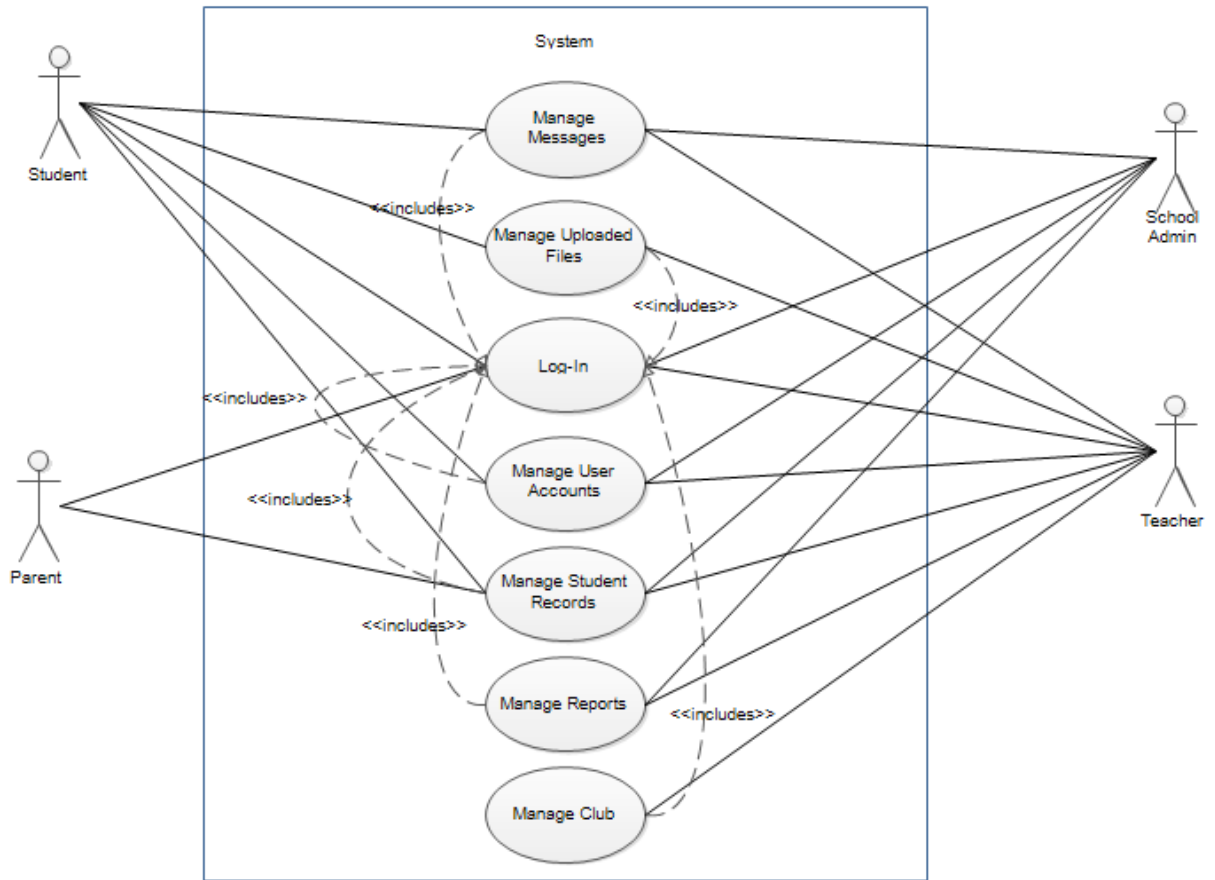 System
Manage
Messages
Student
School
Admin
<<includes>>
Manage Uploaded
Files
<<includes>>
Log-In
<<includes>>
Manage User
Accounts
<<includes>>
Teacher
Parent
Manage Student
Records
<<includes>>
Manage Reports
<<includes>>
Manage Club